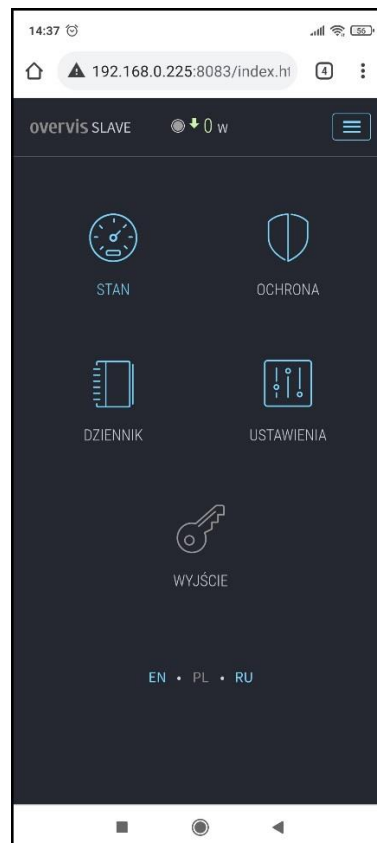 14:37 56
192.168.0.225:8083/index.ht 4
overvis SLAVE 0 w
STAN OCHRONA
DZIENNIK USTAWIENIA
WYJŚCIE
EN • PL • RU